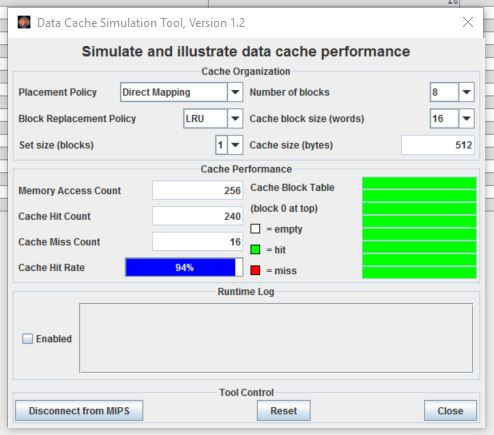 Data Cache Simulation Tool, Version 1.2
Simulate and illustrate data cache performance
Cache Organization
Placement Policy Direct Mapping Number of blocks 8
Block Replacement Policy LRU Cache block size (words) 16
Set size (blocks) 1 Cache size (bytes) 512
Cache Performance
Memory Access Count 256 Cache Block Table
(block 0 at top)
Cache Hit Count 240
= empty
Cache Miss Count 16 = hit
Cache Hit Rate 94% = miss
Runtime Log
Enabled
Tool Control
Disconnect from MIPS Reset Close